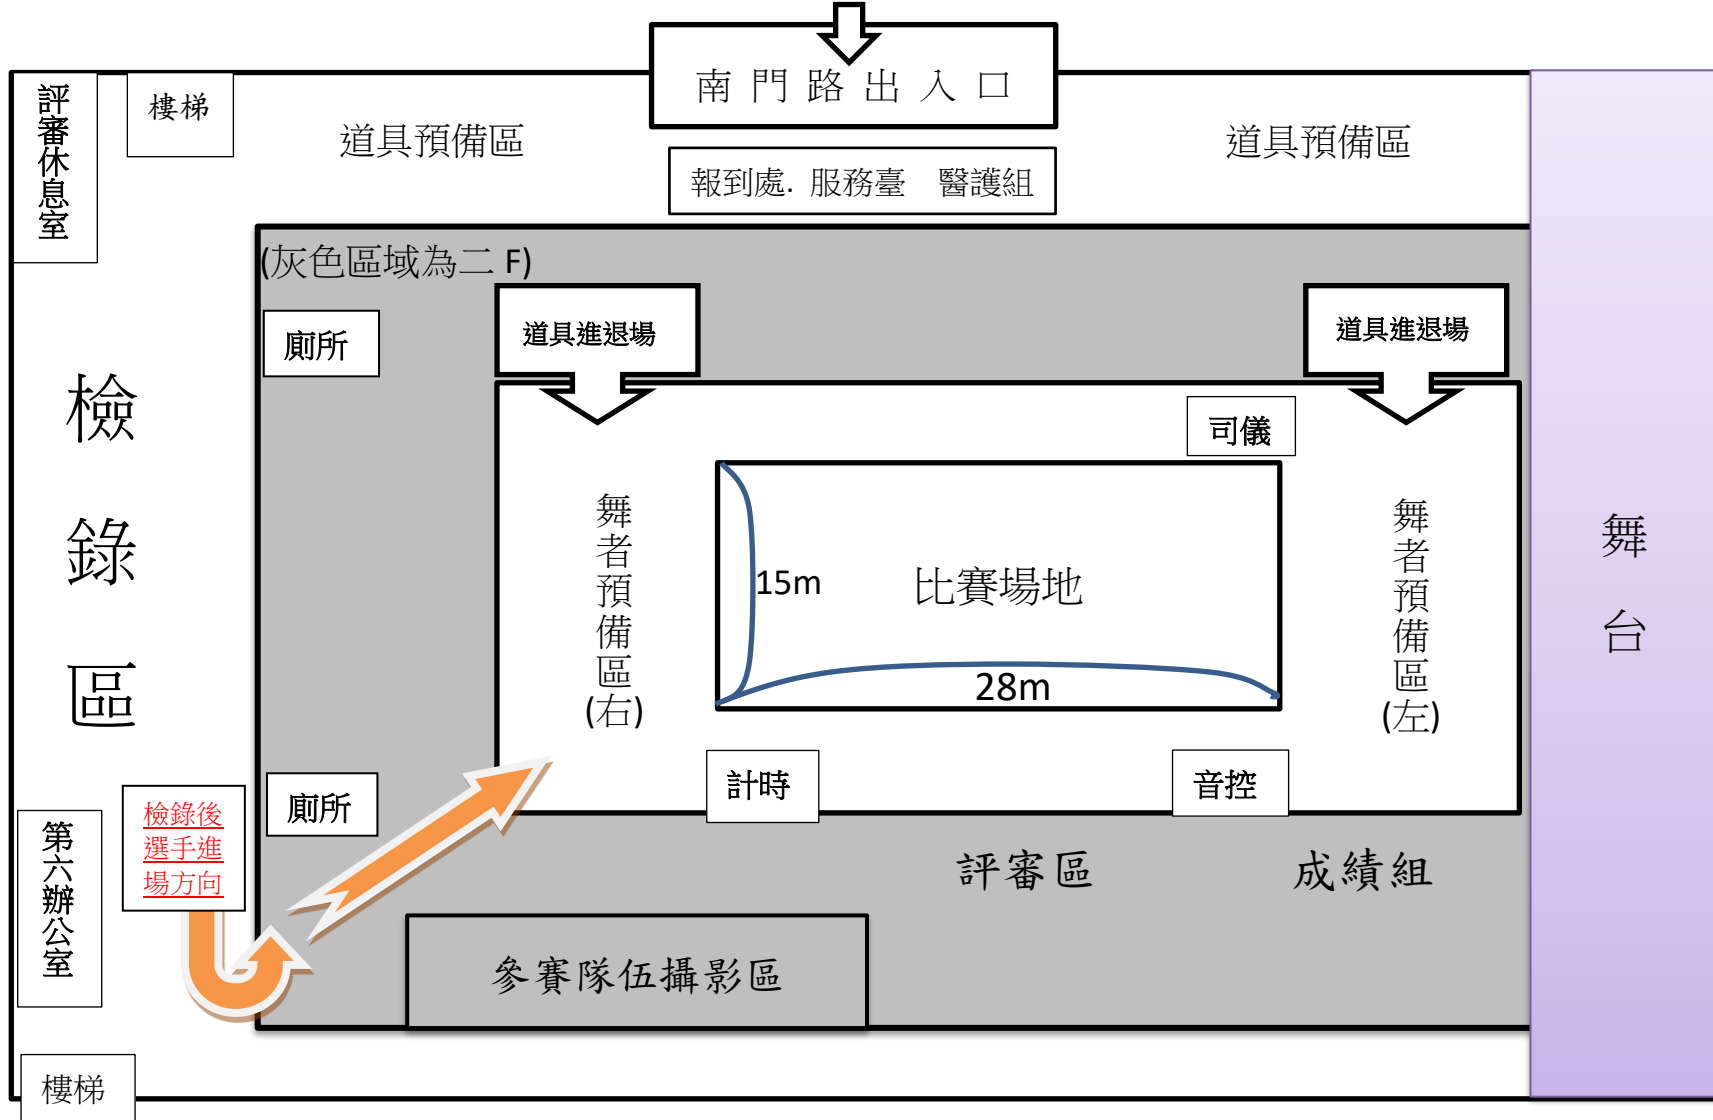 南門路出入口
評審休息室
樓梯
道具預備區
道具預備區
報到處. 服務臺　醫護組
(灰色區域為二 F)
道具進退場
道具進退場
廁所
司儀
檢錄區
舞者預備區(右)
15m
比賽場地
28m
舞者預備區(左)
舞台
計時
音控
廁所
檢錄後
選手進
場方向
第六辦公室
評審區
成績組
參賽隊伍攝影區
樓梯